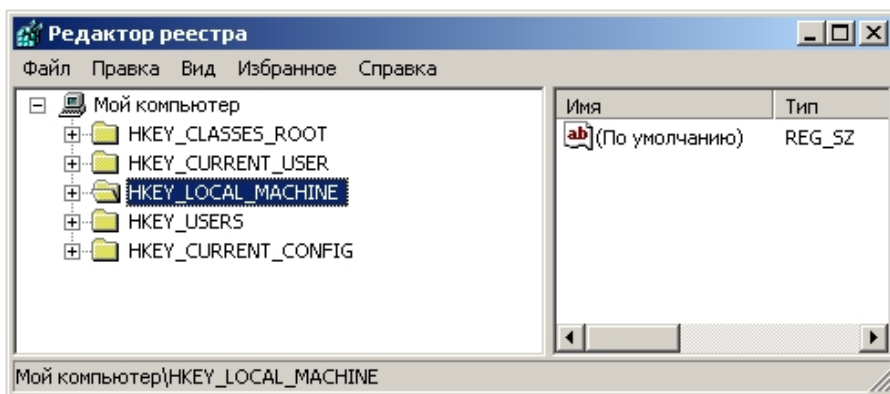 Редактор реестра
Файл Правка Вид Избранное Справка
Мой компьютер
HKEY_CLASSES_ROOT
HKEY_CURRENT_USER
HKEY_LOCAL_MACHINE
HKEY_USERS
HKEY_CURRENT_CONFIG
Имя Тип
ab (По умолчанию) REG_SZ
Мой компьютер\HKEY_LOCAL_MACHINE